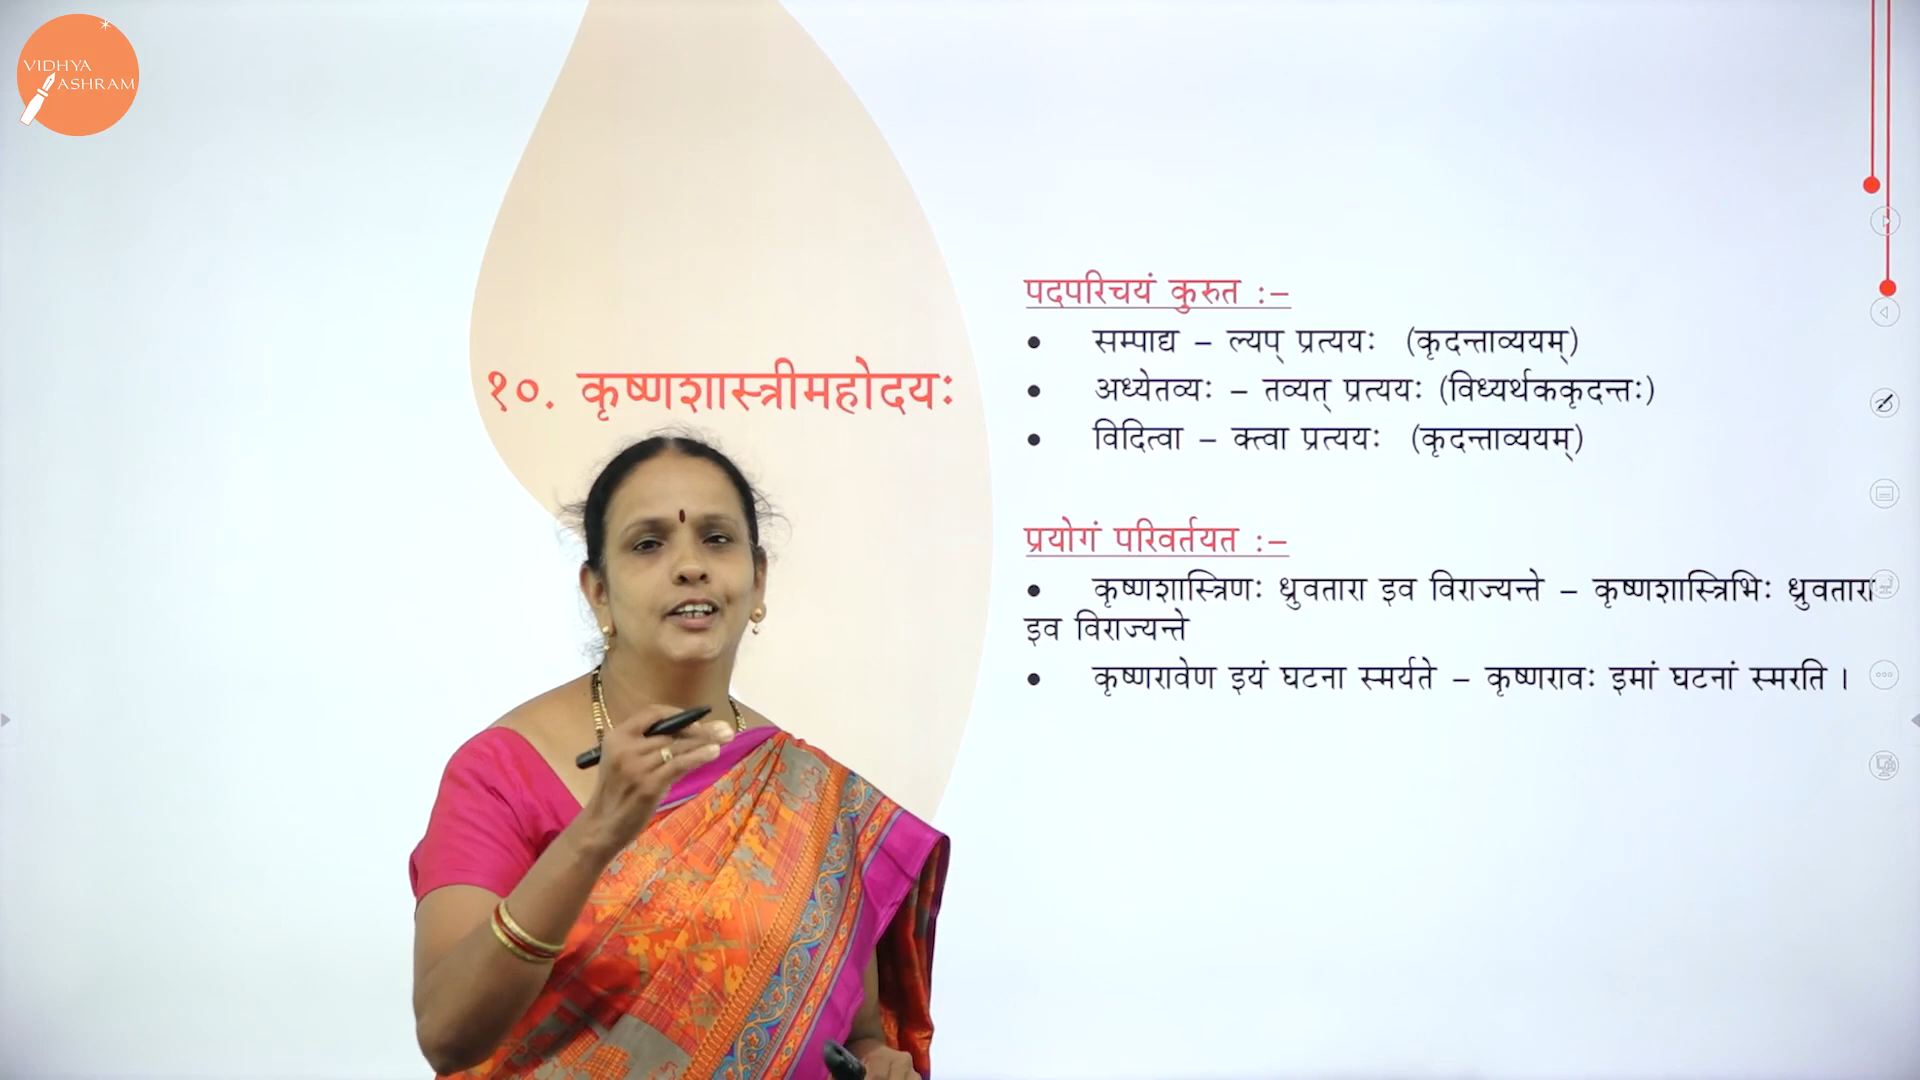 VIDHYA
ASHRAM
१०. कृष्णशास्त्रीमहोदयः
पदपरिचयं कुरुत :–
• सम्पाद्य – ल्यप् प्रत्ययः (कृदन्ताव्ययम्)
• अध्येतव्यः – तव्यत् प्रत्ययः (विध्यर्थककृदन्तः)
• विदित्वा – क्त्वा प्रत्ययः (कृदन्ताव्ययम्)
प्रयोगं परिवर्तयत :–
• कृष्णशास्त्रिणः ध्रुवतारा इव विराज्यन्ते – कृष्णशास्त्रिभिः ध्रुवतारा
इव विराज्यन्ते
• कृष्णरावेण इयं घटना स्मर्यते – कृष्णरावः इमां घटनां स्मरति ।